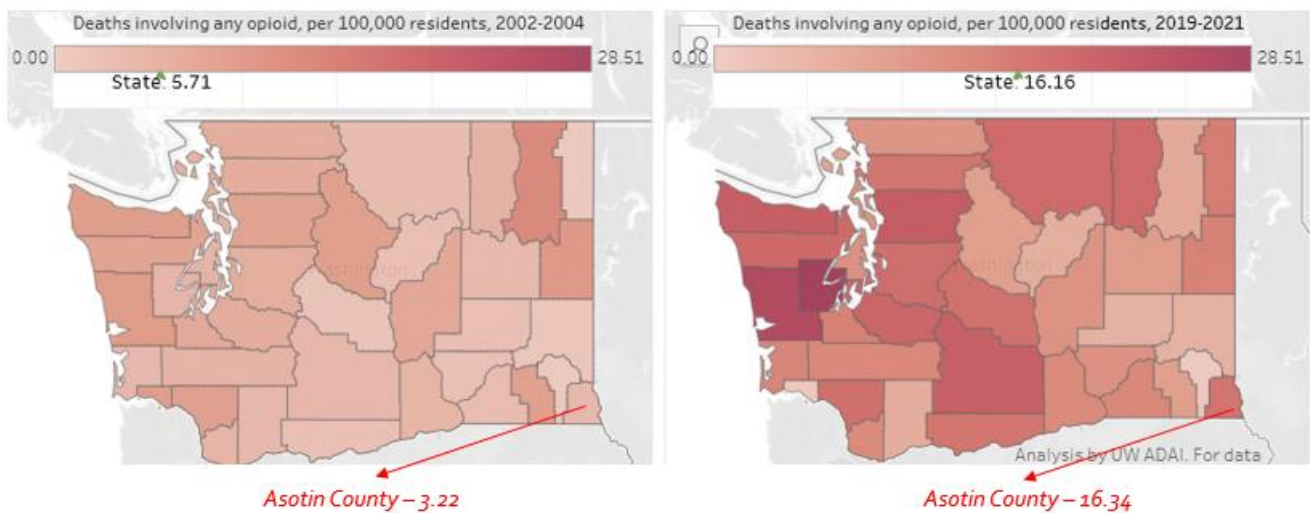 Deaths involving any opioid, per 100,000 residents, 2002-2004
0.00
28.51
State: 5.71
Washington
Asotin County – 3.22
Deaths involving any opioid, per 100,000 residents, 2019-2021
0.00
28.51
State: 16.16
Washington
Analysis by UW ADAI. For data
Asotin County – 16.34